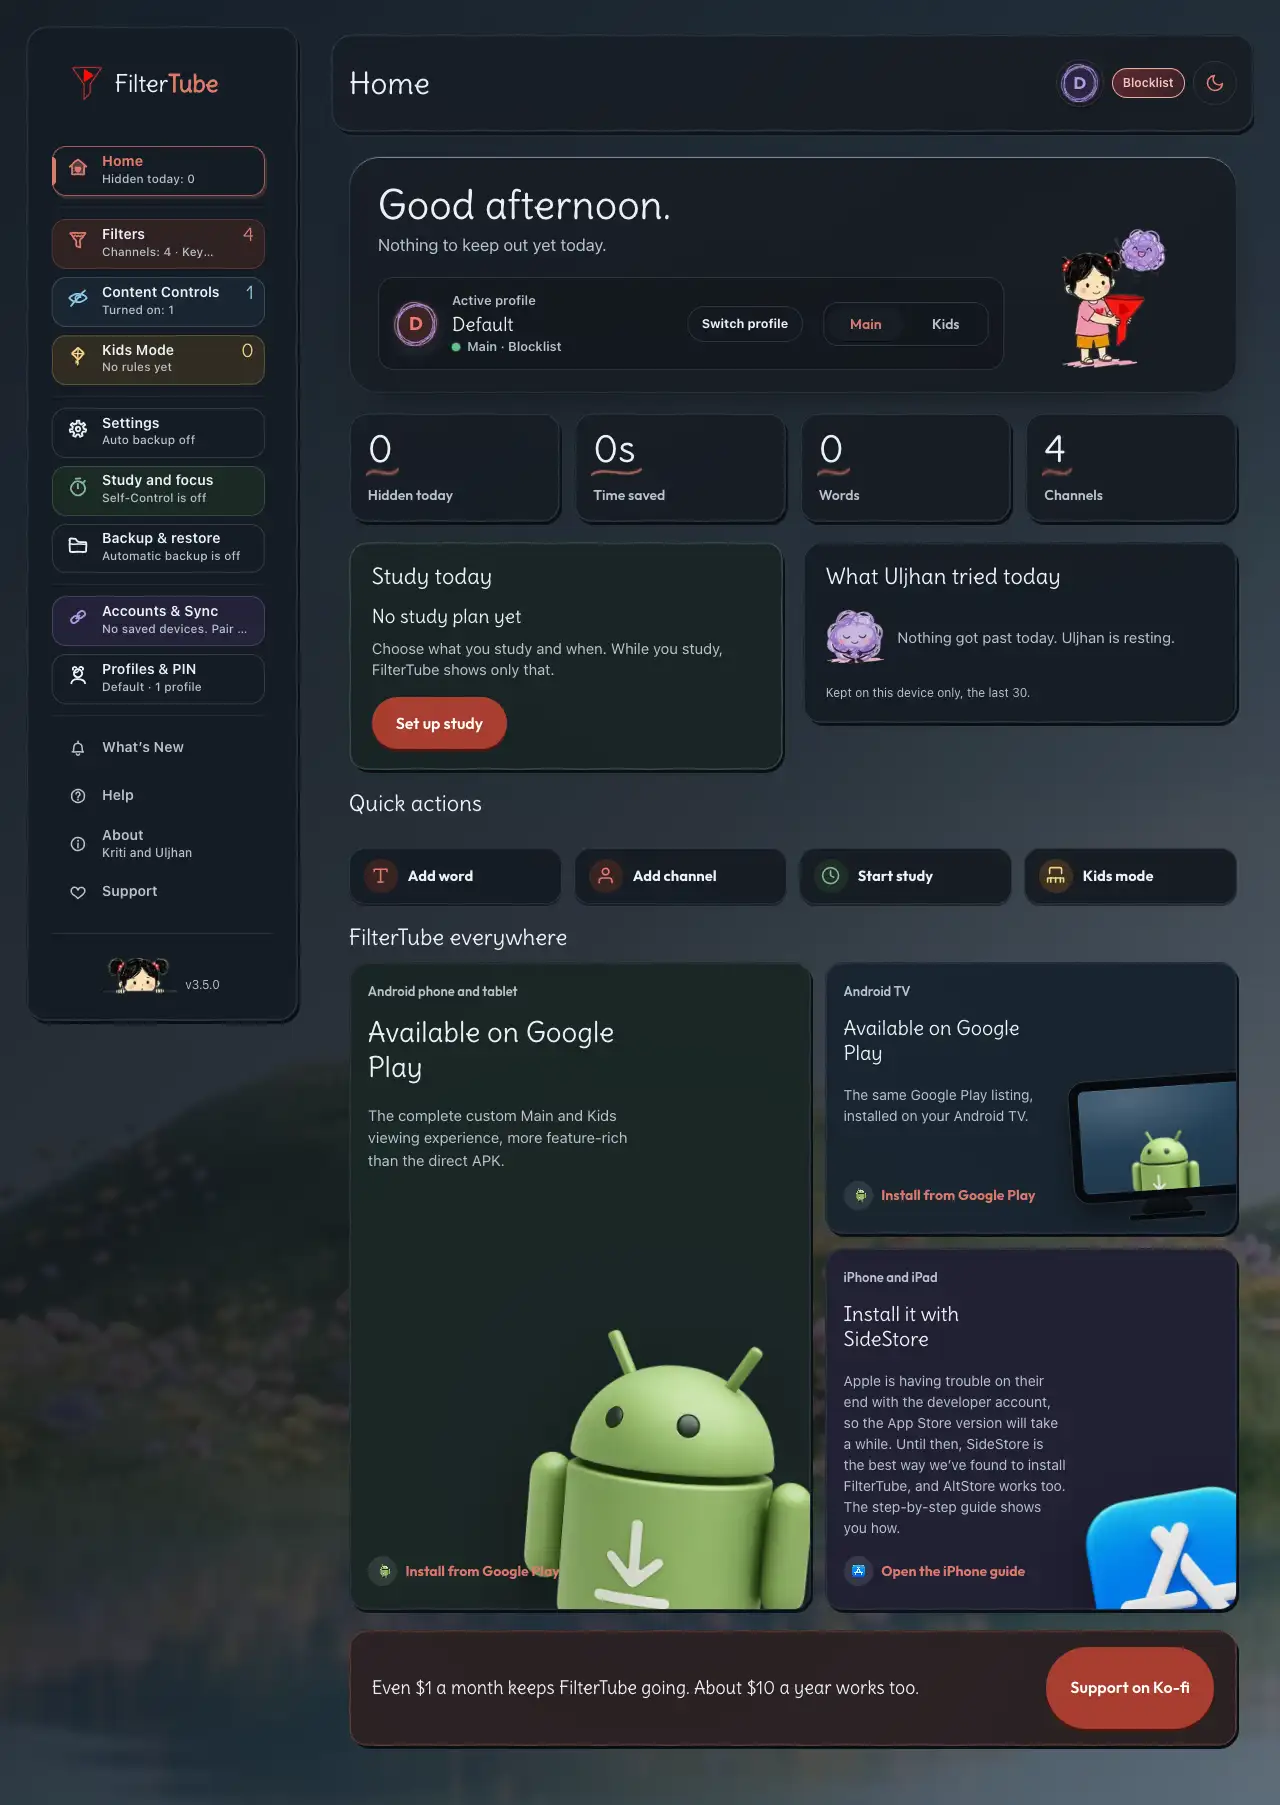 FilterTube
Home
Hidden today: 0
Filters
4
Channels: 4 · Key...
Content Controls
1
Turned on: 1
Kids Mode
0
No rules yet
Settings
Auto backup off
Study and focus
Self-Control is off
Backup & restore
Automatic backup is off
Accounts & Sync
No saved devices. Pair ...
Profiles & PIN
Default · 1 profile
What's New
Help
About
Kriti and Uljhan
Support
v3.5.0
Home
D
Blocklist
Good afternoon.
Nothing to keep out yet today.
D
Active profile
Default
Main · Blocklist
Switch profile
Main
Kids
0
Hidden today
0s
Time saved
0
Words
4
Channels
Study today
No study plan yet
Choose what you study and when. While you study,
FilterTube shows only that.
Set up study
What Uljhan tried today
Nothing got past today. Uljhan is resting.
Kept on this device only, the last 30.
Quick actions
Add word
Add channel
Start study
Kids mode
FilterTube everywhere
Android phone and tablet
Available on Google
Play
The complete custom Main and Kids
viewing experience, more feature-rich
than the direct APK.
Install from Google Play
Android TV
Available on Google
Play
The same Google Play listing,
installed on your Android TV.
Install from Google Play
iPhone and iPad
Install it with
SideStore
Apple is having trouble on their
end with the developer account,
so the App Store version will take
a while. Until then, SideStore is
the best way we've found to install
FilterTube, and AltStore works too.
The step-by-step guide shows
you how.
Open the iPhone guide
Even $1 a month keeps FilterTube going. About $10 a year works too.
Support on Ko-fi